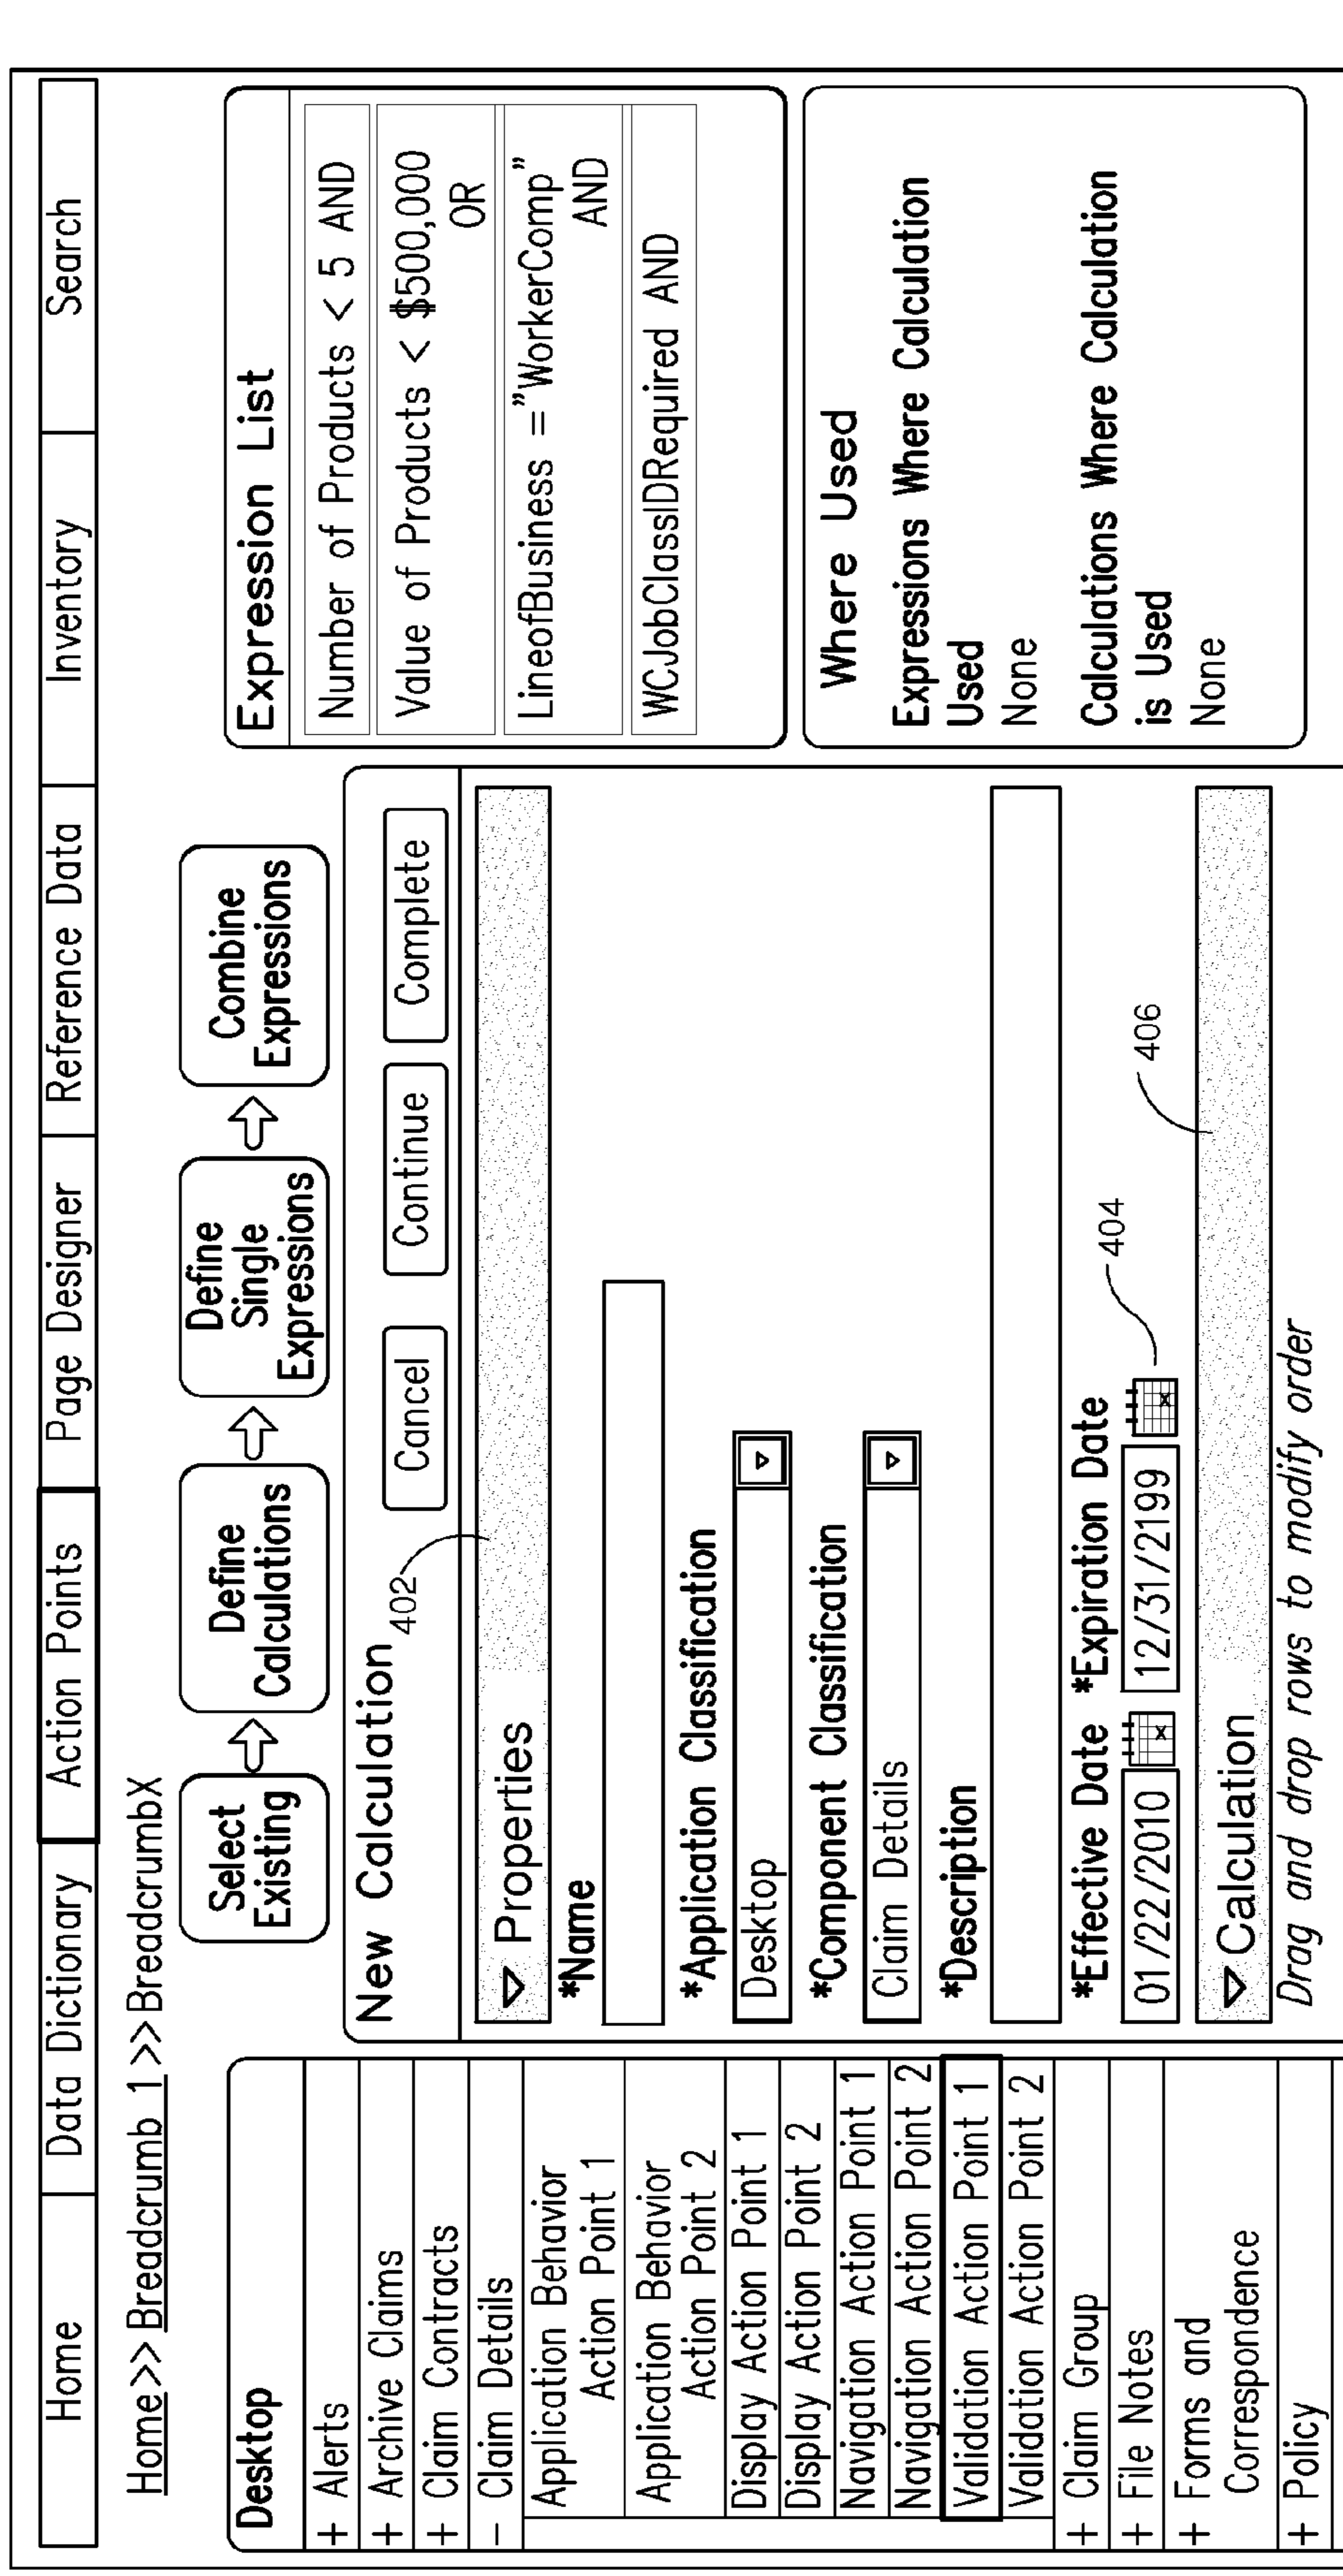 Home
Data Dictionary
Action Points
Page Designer
Reference Data
Inventory
Search
Home>> Breadcrumb 1 >>BreadcrumbX
Desktop
+ Alerts
+ Archive Claims
+ Claim Contracts
- Claim Details
Application Behavior
Action Point 1
Application Behavior
Action Point 2
Display Action Point 1
Display Action Point 2
Navigation Action Point 1
Navigation Action Point 2
Validation Action Point 1
Validation Action Point 2
+ Claim Group
+ File Notes
+ Forms and
Correspondence
+ Policy
Select
Existing
Define
Calculations
Define
Single
Expressions
Combine
Expressions
New Calculation
402
Cancel
Continue
Complete
Properties
*Name
*Application Classification
Desktop
*Component Classification
Claim Details
*Description
*Effective Date *Expiration Date
01/22/2010
12/31/2199
404
406
Calculation
Drag and drop rows to modify order
Expression List
Number of Products < 5 AND
Value of Products < $500,000
OR
LineofBusiness ="WorkerComp"
AND
WCJobClassIDRequired AND
Where Used
Expressions Where Calculation
Used
None
Calculations Where Calculation
is Used
None